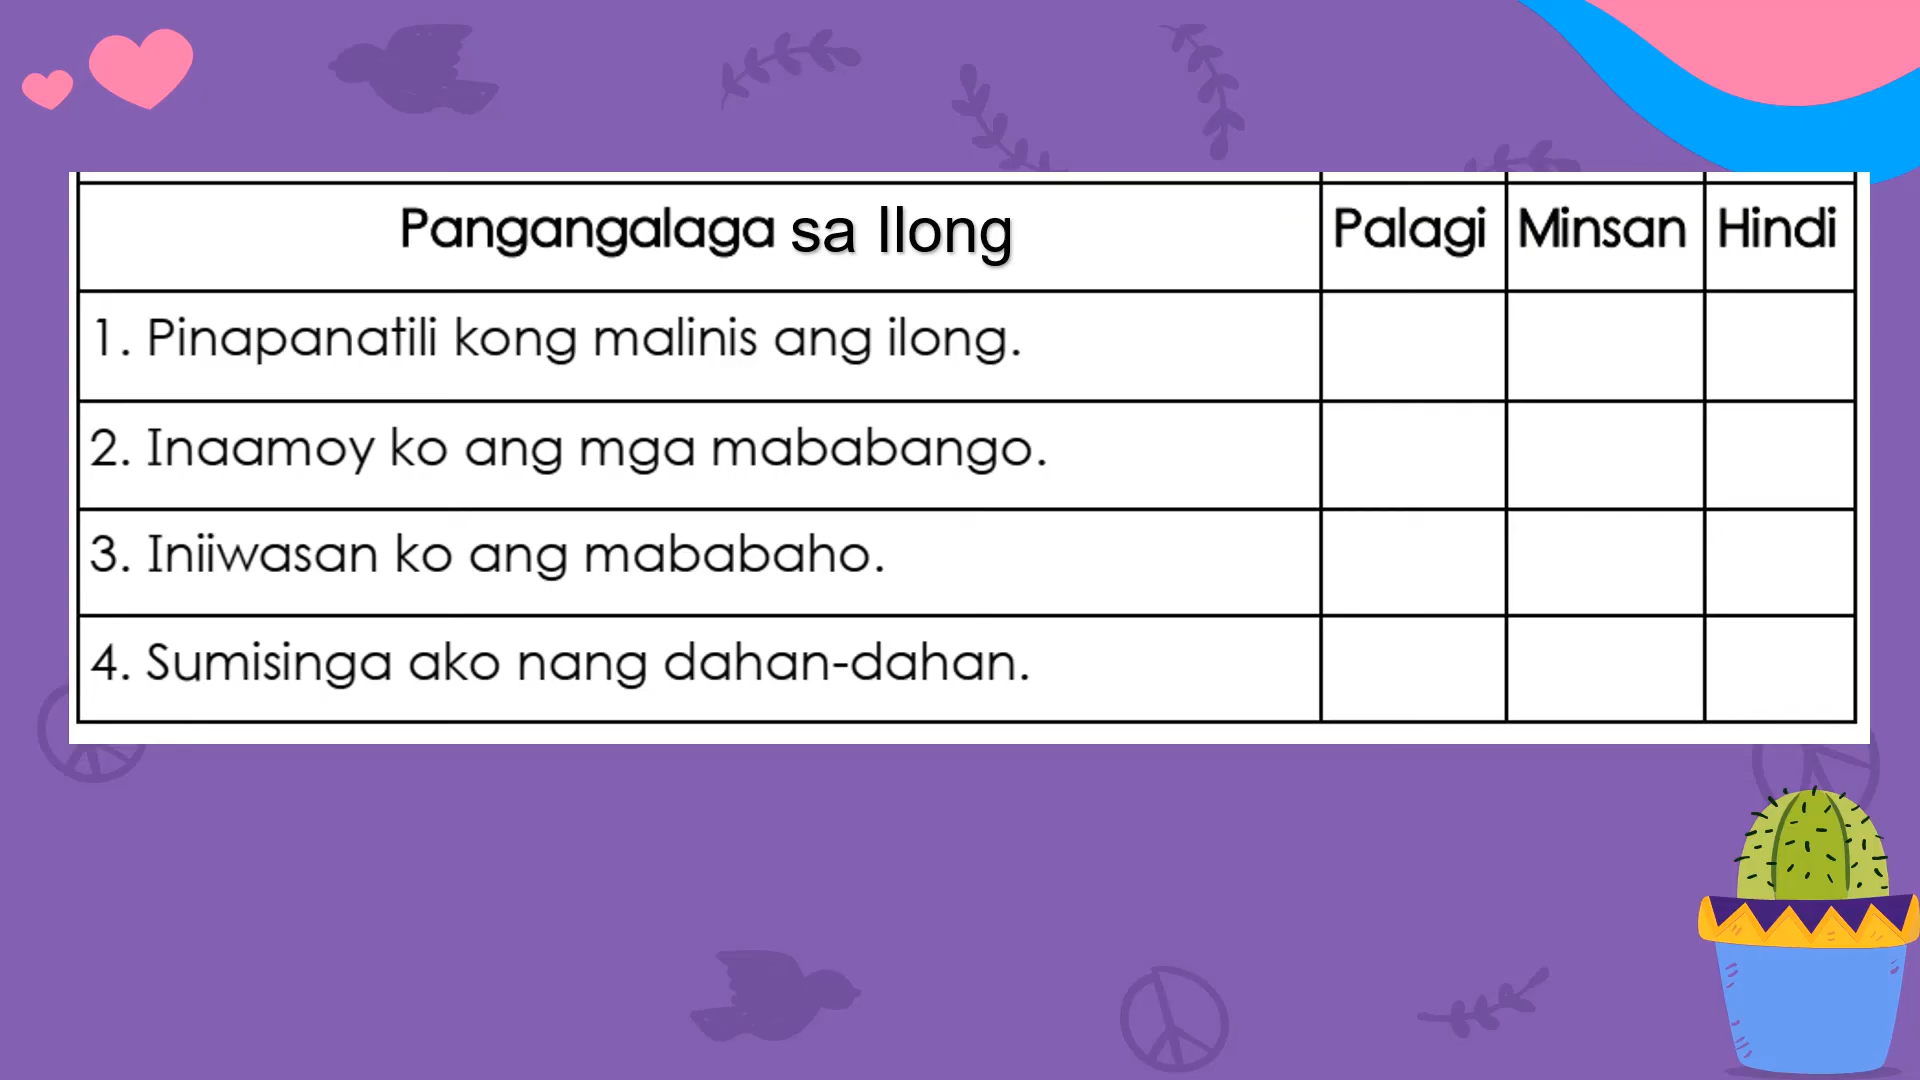 Pangangalaga sa Ilong Palagi Minsan Hindi
1. Pinapanatili kong malinis ang ilong.
2. Inaamoy ko ang mga mababango.
3. Iniiwasan ko ang mababaho.
4. Sumisinga ako nang dahan-dahan.